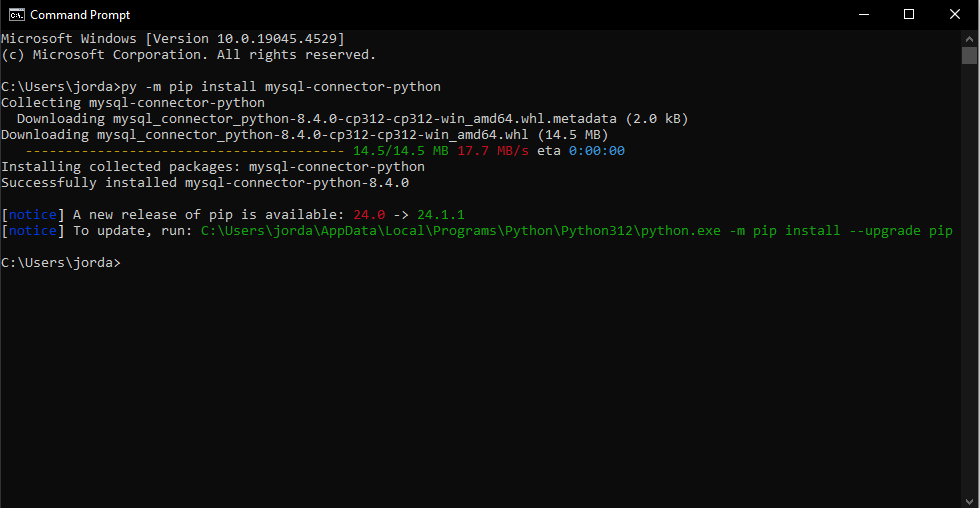 Command Prompt
Microsoft Windows [Version 10.0.19045.4529]
(c) Microsoft Corporation. All rights reserved.
C:\Users\jorda>py -m pip install mysql-connector-python
Collecting mysql-connector-python
  Downloading mysql_connector_python-8.4.0-cp312-cp312-win_amd64.whl.metadata (2.0 kB)
Downloading mysql_connector_python-8.4.0-cp312-cp312-win_amd64.whl (14.5 MB)
   ---------------------------------------- 14.5/14.5 MB 17.7 MB/s eta 0:00:00
Installing collected packages: mysql-connector-python
Successfully installed mysql-connector-python-8.4.0
[notice] A new release of pip is available: 24.0 -> 24.1.1
[notice] To update, run: C:\Users\jorda\AppData\Local\Programs\Python\Python312\python.exe -m pip install --upgrade pip
C:\Users\jorda>